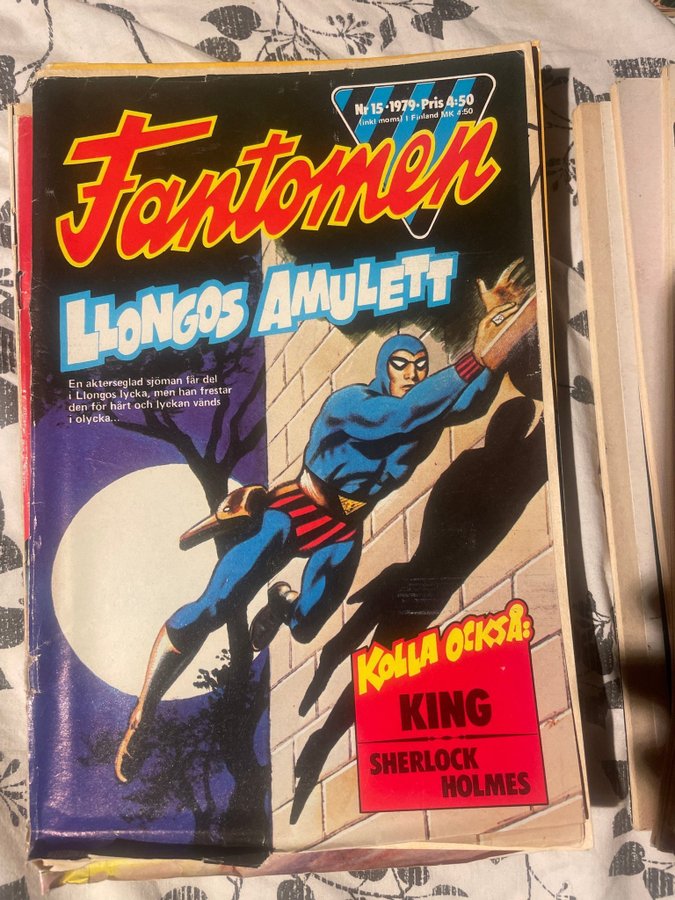 Nr 15·1979·Pris 4:50
(inkl moms) I Finland MK 4:50
Fantomen
LLONGOS AMULETT
En akterseglad sjöman får del
i Llongos lycka, men han frestar
den för hårt och lyckan vänds
i olycka...
KOLLA OCKSÅ:
KING
SHERLOCK
HOLMES